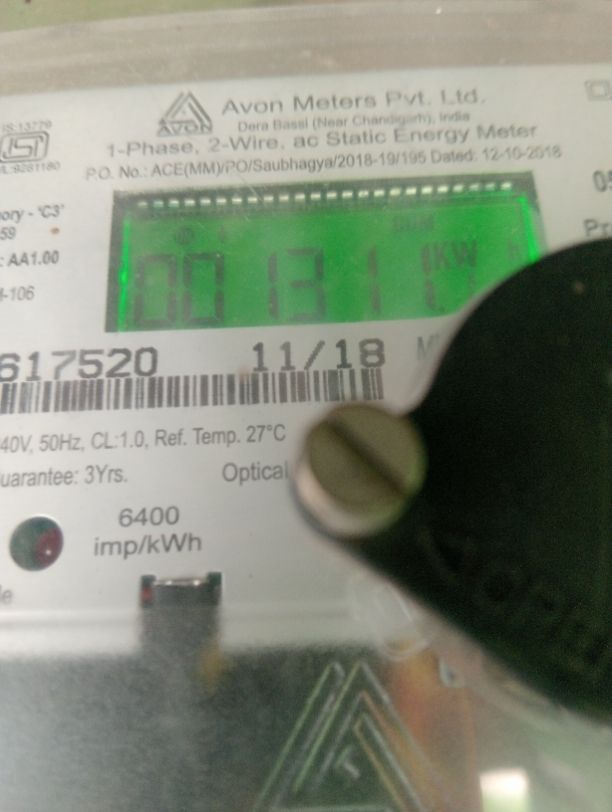 IS:13779
AVON
Avon Meters Pvt. Ltd.
Dera Bassi (Near Chandigarh), India
1-Phase, 2-Wire, ac Static Energy Meter
P.O. No.: ACE(MM)/PO/Saubhagya/2018-19/195 Dated: 12-10-2018
ory - 'C3'
59
: AA1.00
-106
001311 KW
617520 11/18
40V, 50Hz, CL:1.0, Ref. Temp. 27°C
uarantee: 3Yrs.
Optical
6400
imp/kWh